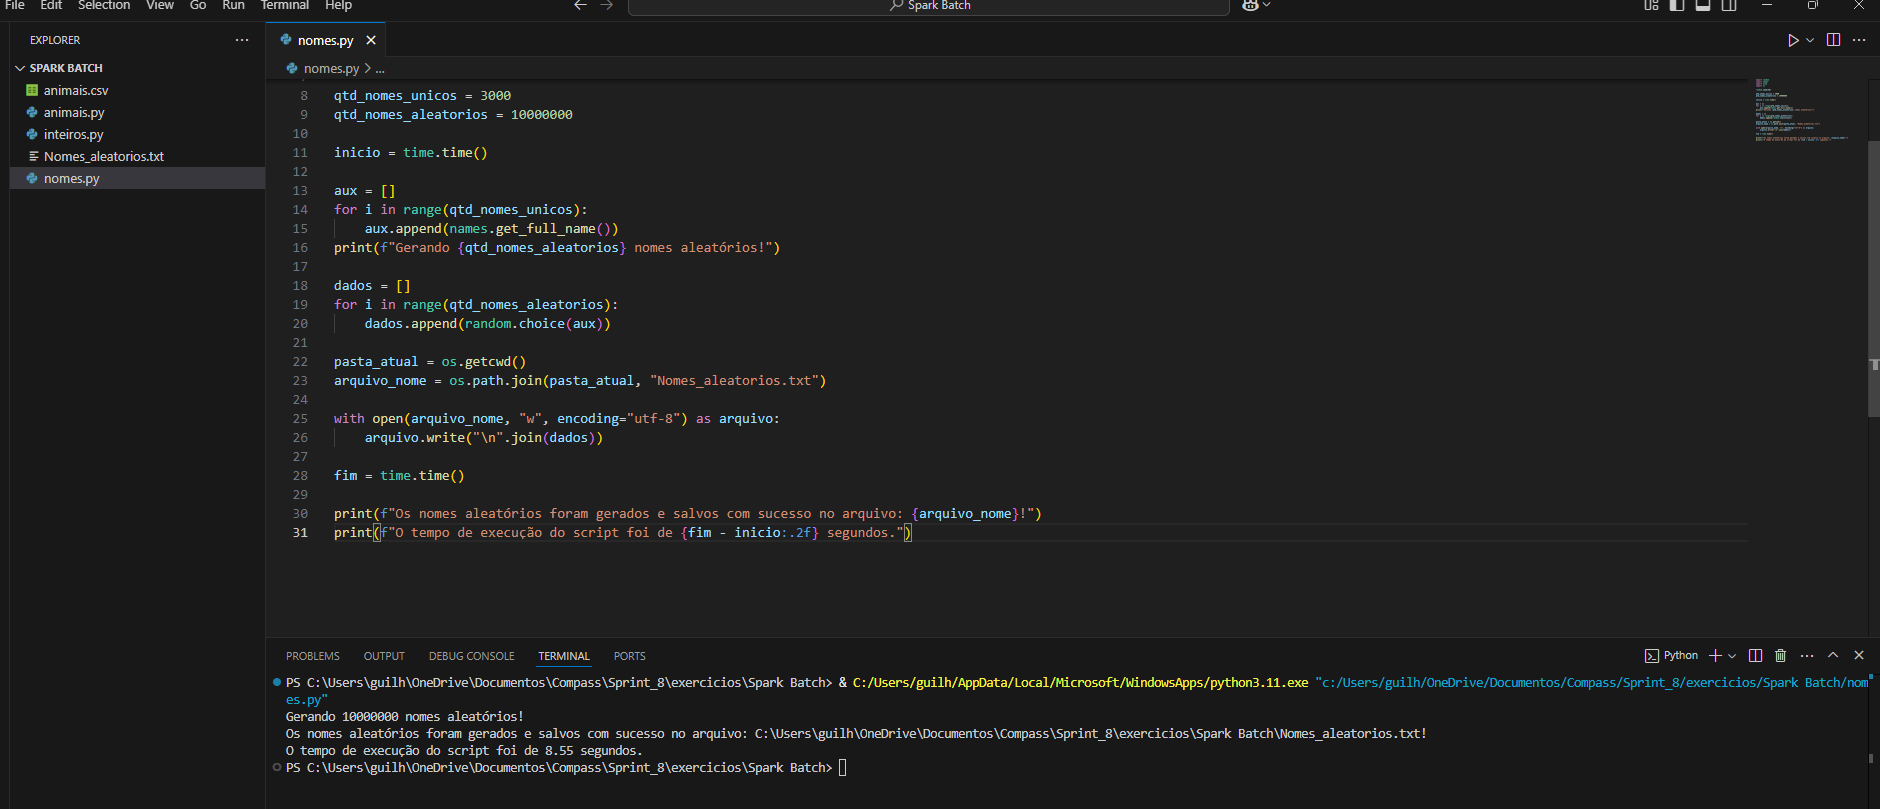 File Edit Selection View Go Run Terminal Help
Spark Batch
EXPLORER
nomes.py
SPARK BATCH
nomes.py > ...
animais.csv
animais.py
inteiros.py
Nomes_aleatorios.txt
nomes.py
8 qtd_nomes_unicos = 3000
9 qtd_nomes_aleatorios = 10000000
10
11 inicio = time.time()
12
13 aux = []
14 for i in range(qtd_nomes_unicos):
15     aux.append(names.get_full_name())
16 print(f"Gerando {qtd_nomes_aleatorios} nomes aleatórios!")
17
18 dados = []
19 for i in range(qtd_nomes_aleatorios):
20     dados.append(random.choice(aux))
21
22 pasta_atual = os.getcwd()
23 arquivo_nome = os.path.join(pasta_atual, "Nomes_aleatorios.txt")
24
25 with open(arquivo_nome, "w", encoding="utf-8") as arquivo:
26     arquivo.write("\n".join(dados))
27
28 fim = time.time()
29
30 print(f"Os nomes aleatórios foram gerados e salvos com sucesso no arquivo: {arquivo_nome}!")
31 print(f"O tempo de execução do script foi de {fim - inicio:.2f} segundos.")
PROBLEMS OUTPUT DEBUG CONSOLE TERMINAL PORTS
Python
PS C:\Users\guilh\OneDrive\Documentos\Compass\Sprint_8\exercicios\Spark Batch> & C:/Users/guilh/AppData/Local/Microsoft/WindowsApps/python3.11.exe "c:/Users/guilh/OneDrive/Documentos/Compass/Sprint_8/exercicios/Spark Batch/nom
es.py"
Gerando 10000000 nomes aleatórios!
Os nomes aleatórios foram gerados e salvos com sucesso no arquivo: C:\Users\guilh\OneDrive\Documentos\Compass\Sprint_8\exercicios\Spark Batch\Nomes_aleatorios.txt!
O tempo de execução do script foi de 8.55 segundos.
PS C:\Users\guilh\OneDrive\Documentos\Compass\Sprint_8\exercicios\Spark Batch>